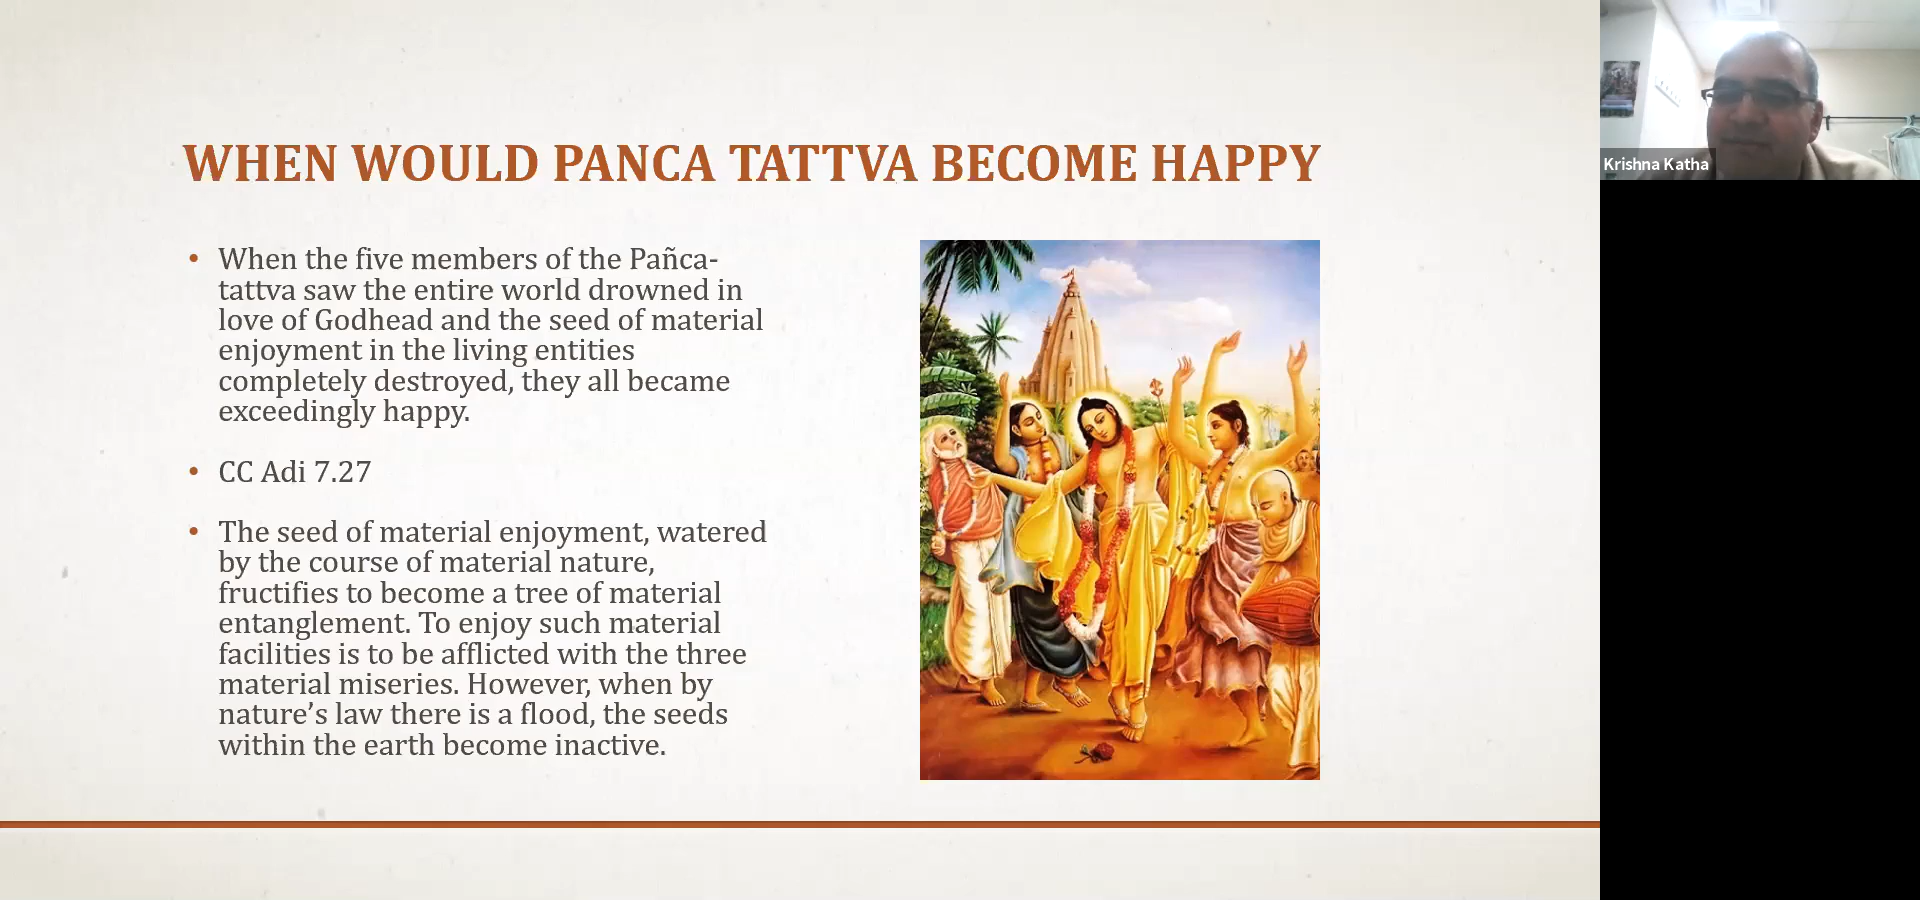 WHEN WOULD PANCA TATTVA BECOME HAPPY
• When the five members of the Pañca-
tattva saw the entire world drowned in
love of Godhead and the seed of material
enjoyment in the living entities
completely destroyed, they all became
exceedingly happy.
• CC Adi 7.27
• The seed of material enjoyment, watered
by the course of material nature,
fructifies to become a tree of material
entanglement. To enjoy such material
facilities is to be afflicted with the three
material miseries. However, when by
nature’s law there is a flood, the seeds
within the earth become inactive.
Krishna Katha